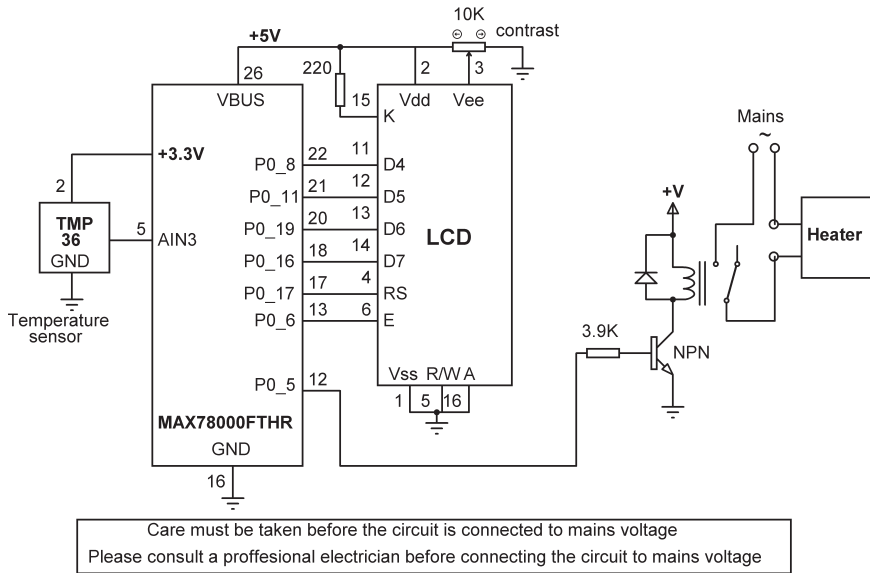 10K
contrast
+5V
26
220
2
3
VBUS
15
K
Vdd
Vee
Mains
~
+3.3V
P0_8
22
11
D4
2
P0_11
21
12
D5
+V
TMP
36
GND
5
AIN3
P0_19
20
13
D6
LCD
Heater
P0_16
18
14
D7
P0_17
17
4
RS
Temperature
sensor
P0_6
13
6
E
3.9K
NPN
P0_5
12
Vss
R/W
A
1
5
16
MAX78000FTHR
GND
16
Care must be taken before the circuit is connected to mains voltage
Please consult a proffesional electrician before connecting the circuit to mains voltage